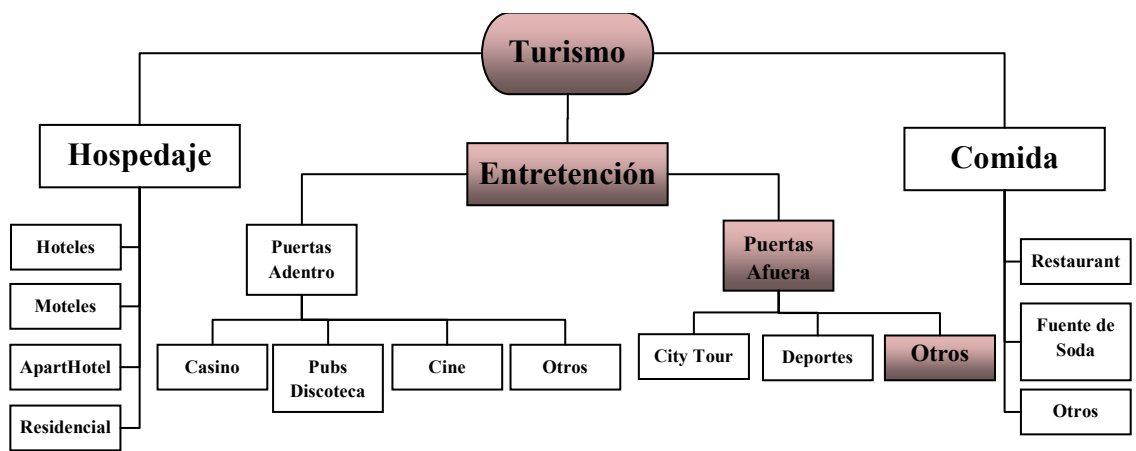 Turismo
Hospedaje
Entretención
Comida
Hoteles
Moteles
ApartHotel
Residencial
Puertas
Adentro
Casino
Pubs
Discoteca
Cine
Otros
Puertas
Afuera
City Tour
Deportes
Otros
Restaurant
Fuente de
Soda
Otros